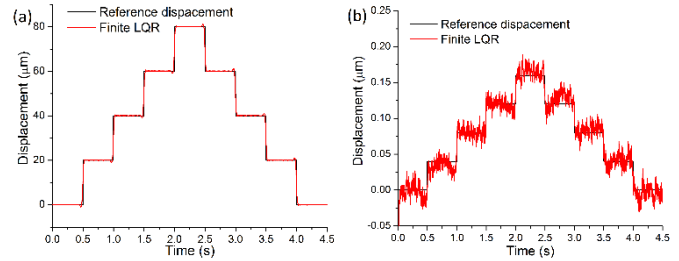 (a)
Reference dispacement
Finite LQR
Displacement (μm)
80
60
40
20
0
0.0 0.5 1.0 1.5 2.0 2.5 3.0 3.5 4.0 4.5
Time (s)
(b)
Reference dispacement
Finite LQR
Displacement (μm)
0.25
0.20
0.15
0.10
0.05
0.00
-0.05
0.0 0.5 1.0 1.5 2.0 2.5 3.0 3.5 4.0 4.5
Time (s)